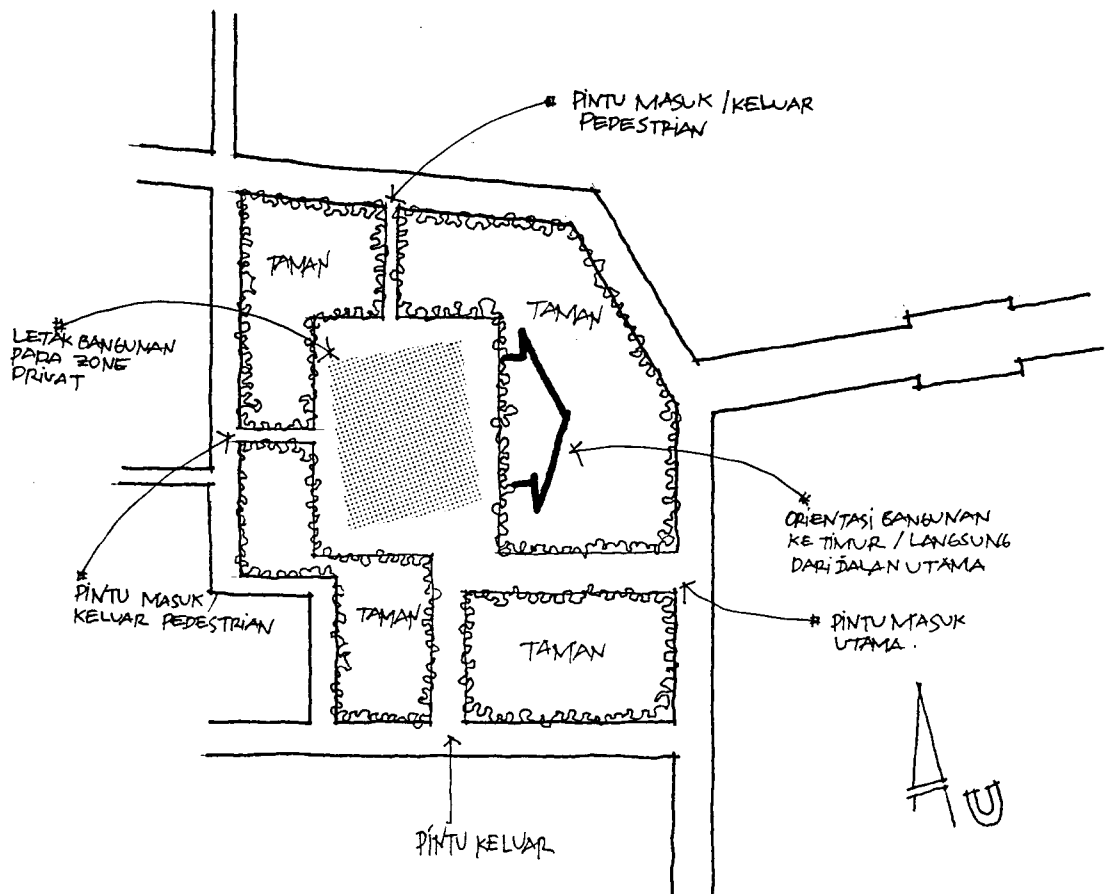 * PINTU MASUK / KELUAR
PEDESTRIAN
TAMAN
TAMAN
*
LETAK BANGUNAN
PADA ZONE
PRIVAT
*
ORIENTASI BANGUNAN
KE TIMUR / LANGSUNG
DARI JALAN UTAMA
*
PINTU MASUK /
KELUAR PEDESTRIAN
TAMAN
TAMAN
* PINTU MASUK
UTAMA.
PINTU KELUAR
U